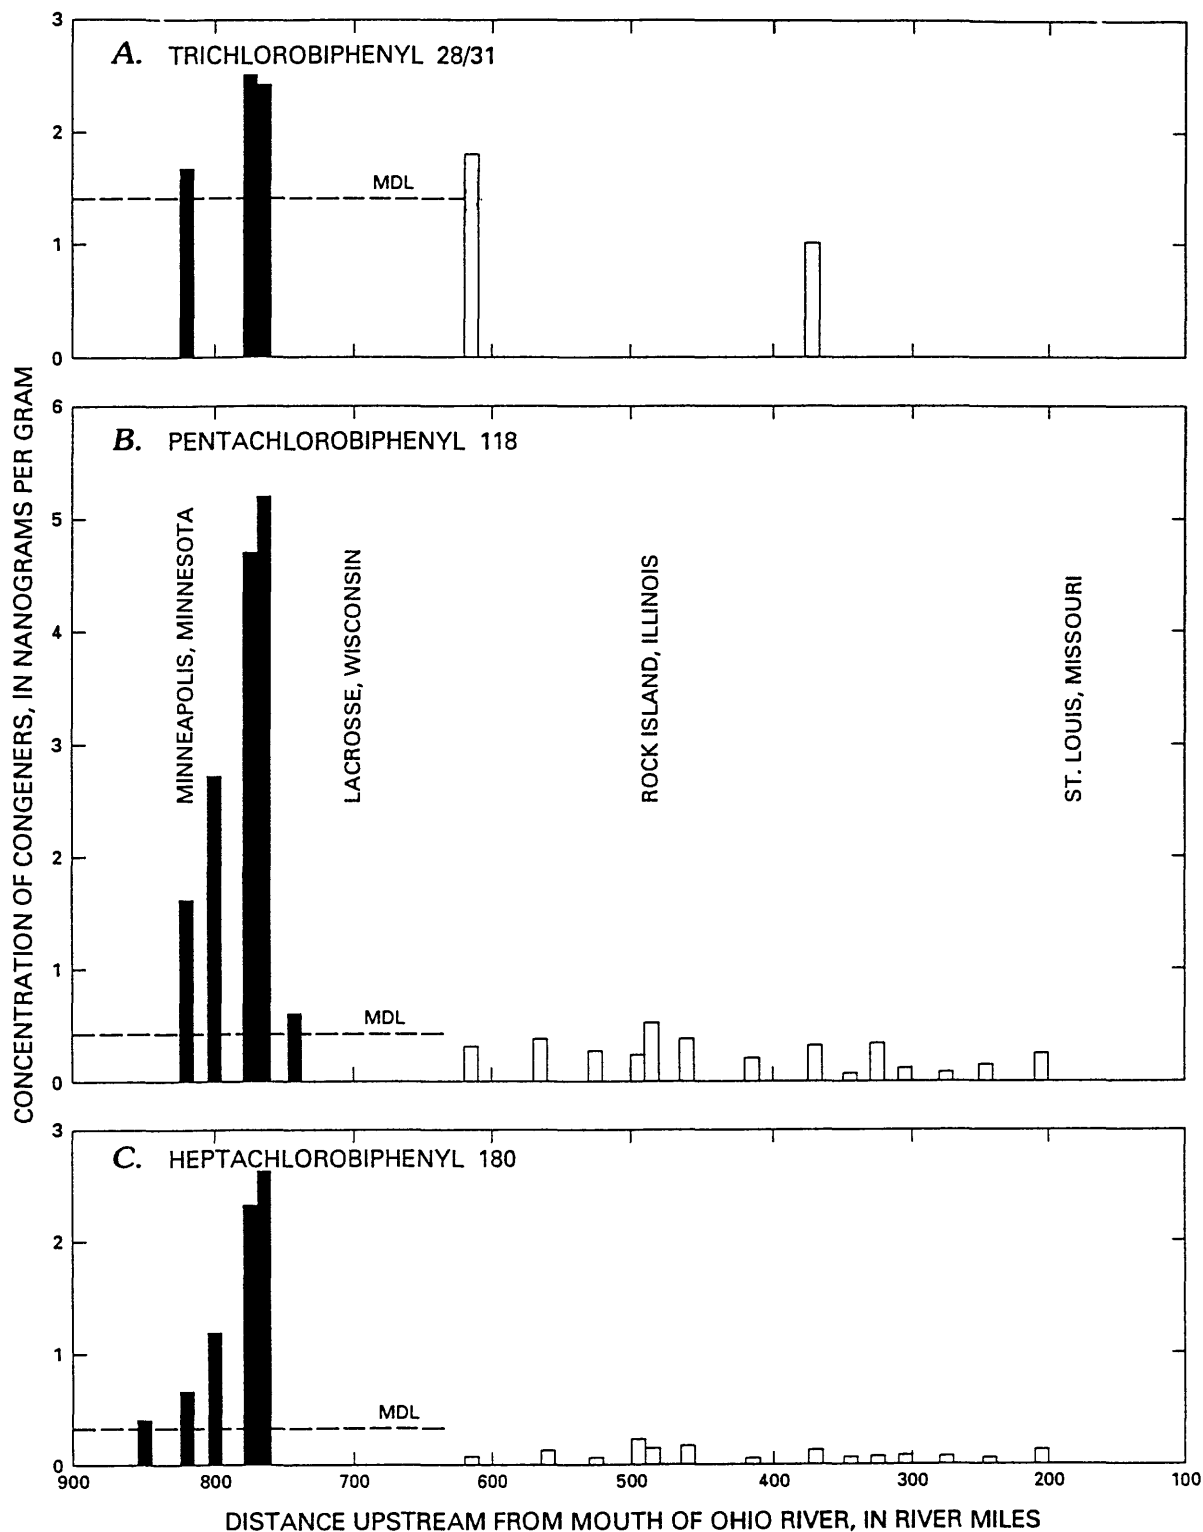 3
A. TRICHLOROBIPHENYL 28/31
2
MDL
1
0
CONCENTRATION OF CONGENERS, IN NANOGRAMS PER GRAM
6
B. PENTACHLOROBIPHENYL 118
5
MINNEAPOLIS, MINNESOTA
LACROSSE, WISCONSIN
ROCK ISLAND, ILLINOIS
ST. LOUIS, MISSOURI
4
3
2
1
MDL
0
3
C. HEPTACHLOROBIPHENYL 180
2
1
MDL
0
900 800 700 600 500 400 300 200 100
DISTANCE UPSTREAM FROM MOUTH OF OHIO RIVER, IN RIVER MILES